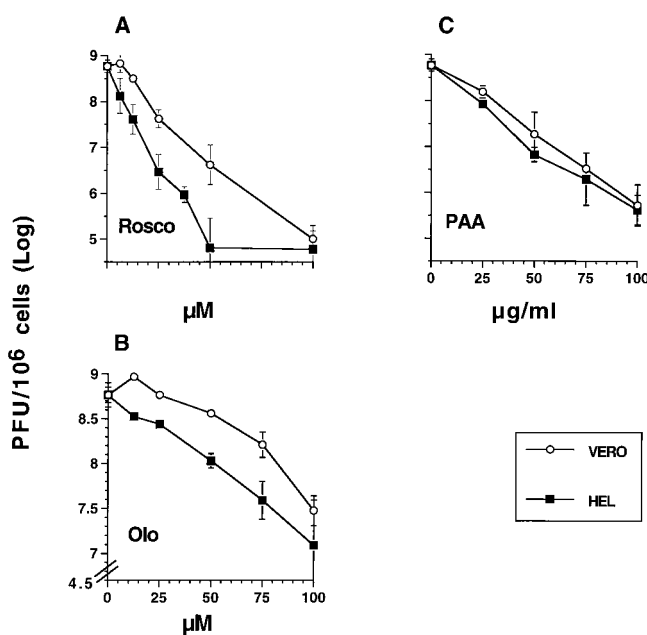 A
9
8
7
6
5
Rosco
µM
C
PAA
0 25 50 75 100
µg/ml
PFU/10⁶ cells (Log)
B
9
8.5
8
7.5
7
4.5
Olo
0 25 50 75 100
µM
VERO
HEL